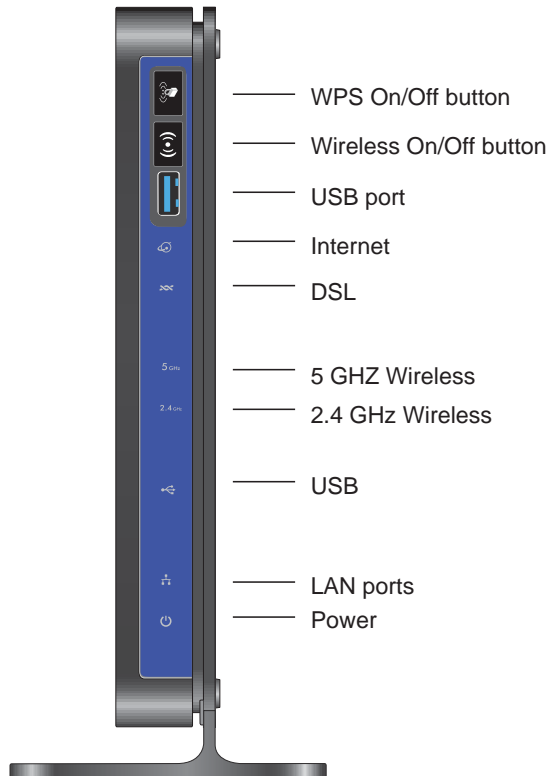 WPS On/Off button
Wireless On/Off button
USB port
Internet
DSL
5 GHz
5 GHZ Wireless
2.4 GHz
2.4 GHz Wireless
USB
LAN ports
Power